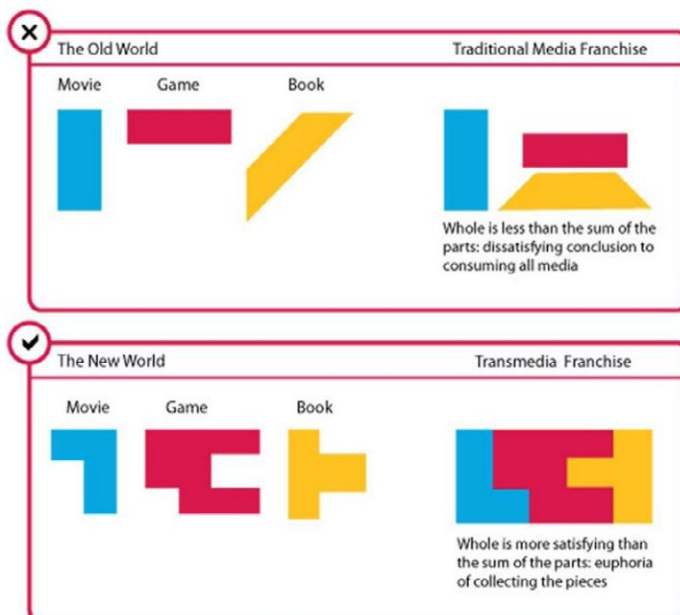 The Old World
Traditional Media Franchise
Movie
Game
Book
Whole is less than the sum of the
parts: dissatisfying conclusion to
consuming all media
The New World
Transmedia Franchise
Movie
Game
Book
Whole is more satisfying than
the sum of the parts: euphoria
of collecting the pieces